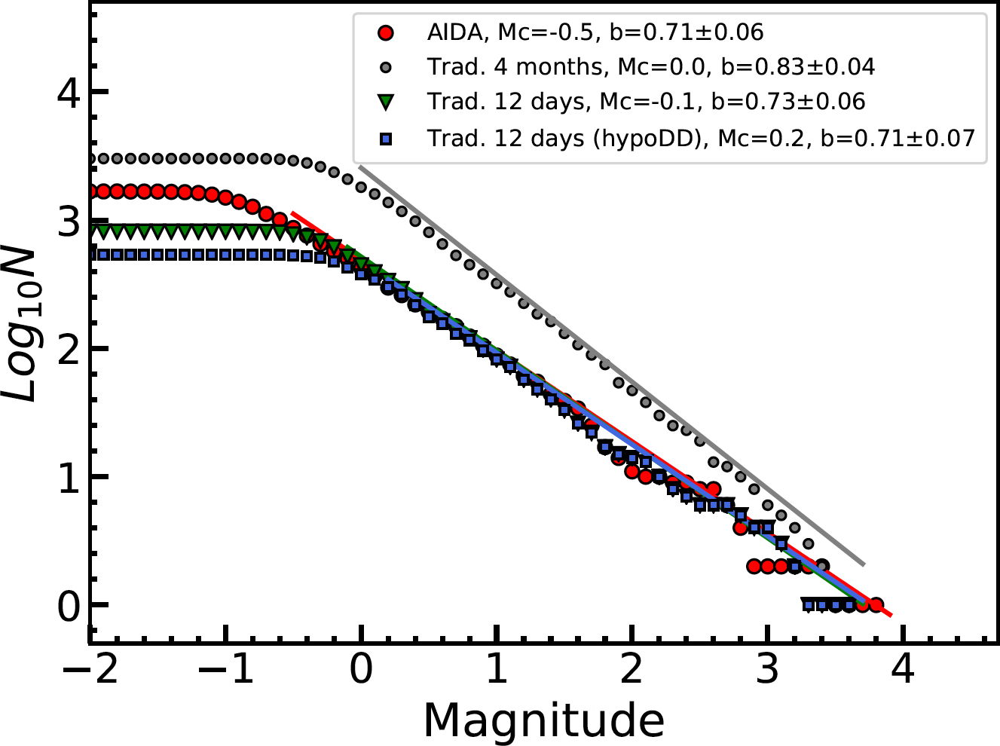 AIDA, Mc=-0.5, b=0.71±0.06
Trad. 4 months, Mc=0.0, b=0.83±0.04
Trad. 12 days, Mc=-0.1, b=0.73±0.06
Trad. 12 days (hypoDD), Mc=0.2, b=0.71±0.07
Log₁₀N
4
3
2
1
0
−2 −1 0 1 2 3 4
Magnitude